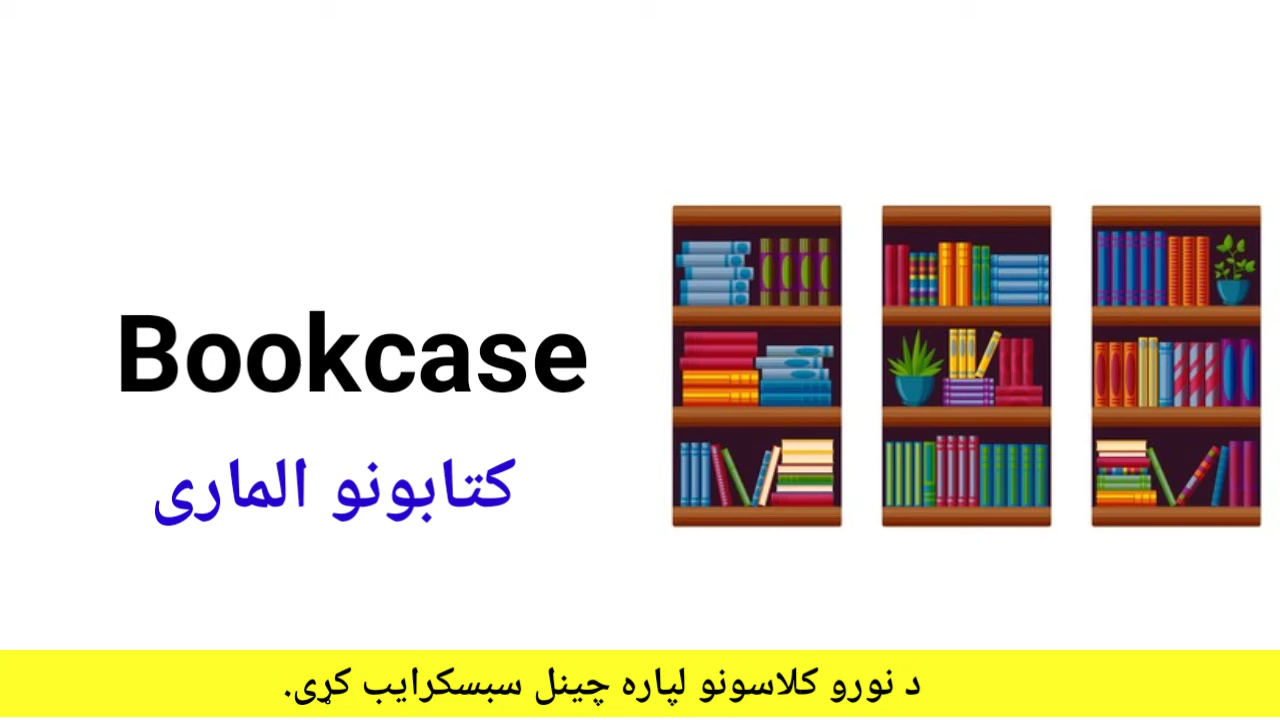 Bookcase
کتابونو الماری
د نورو کلاسونو لپاره چینل سبسکرایب کړی.